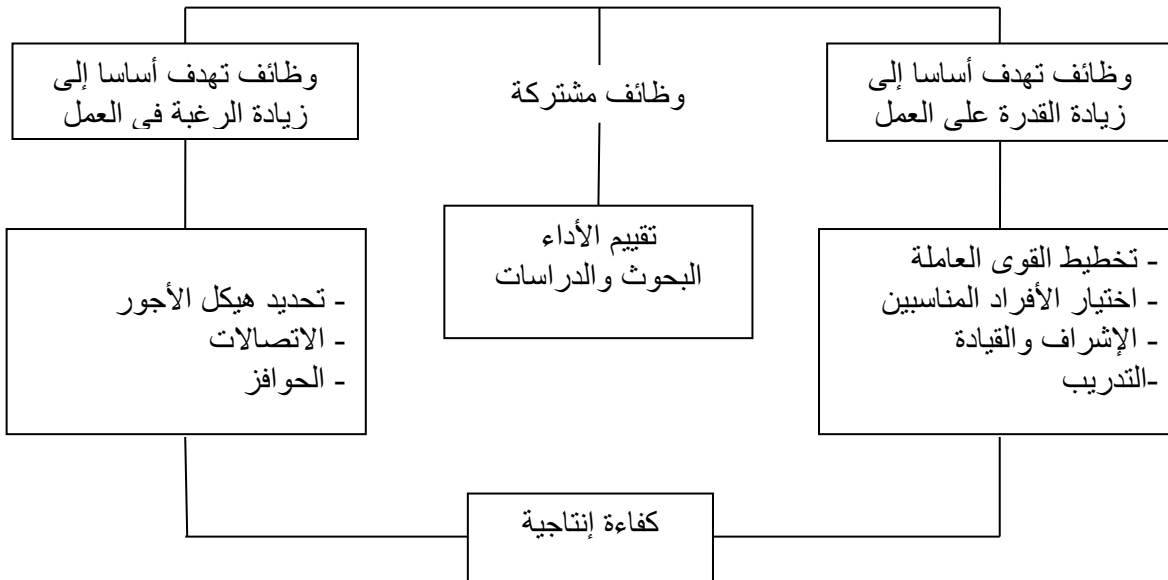 وظائف تهدف أساسا إلى
زيادة القدرة على العمل
وظائف مشتركة
وظائف تهدف أساسا إلى
زيادة الرغبة في العمل
- تخطيط القوى العاملة
- اختيار الأفراد المناسبين
- الإشراف والقيادة
-التدريب
تقييم الأداء
البحوث والدراسات
- تحديد هيكل الأجور
- الاتصالات
- الحوافز
كفاءة إنتاجية